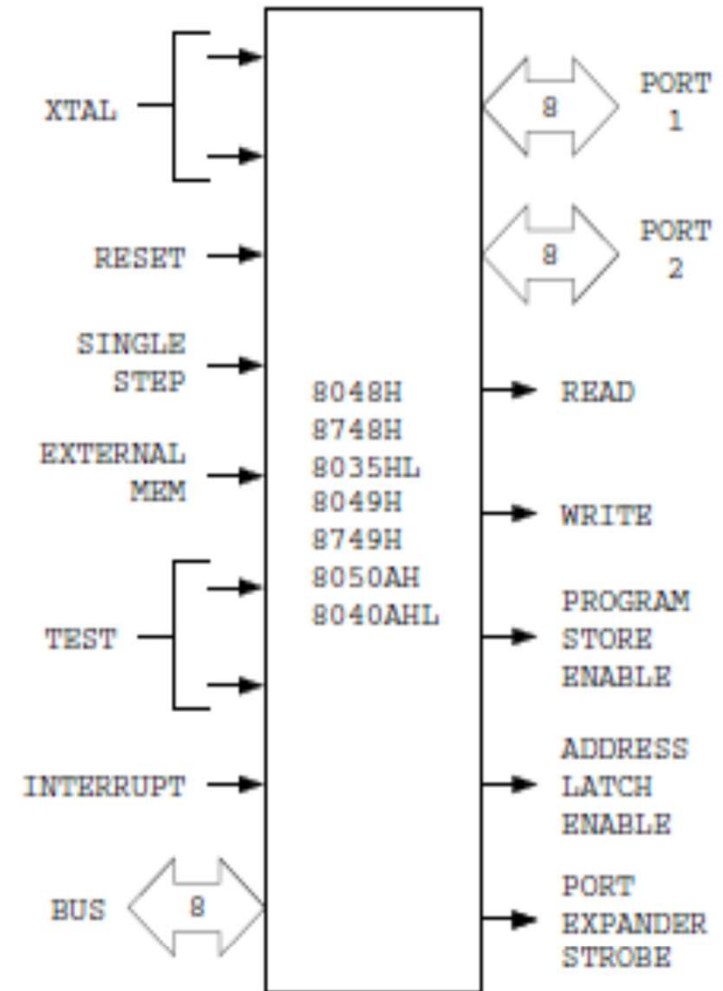 XTAL
RESET
SINGLE
STEP
EXTERNAL
MEM
TEST
INTERRUPT
BUS
8
8048H
8748H
8035HL
8049H
8749H
8050AH
8040AHL
8
PORT
1
8
PORT
2
READ
WRITE
PROGRAM
STORE
ENABLE
ADDRESS
LATCH
ENABLE
PORT
EXPANDER
STROBE